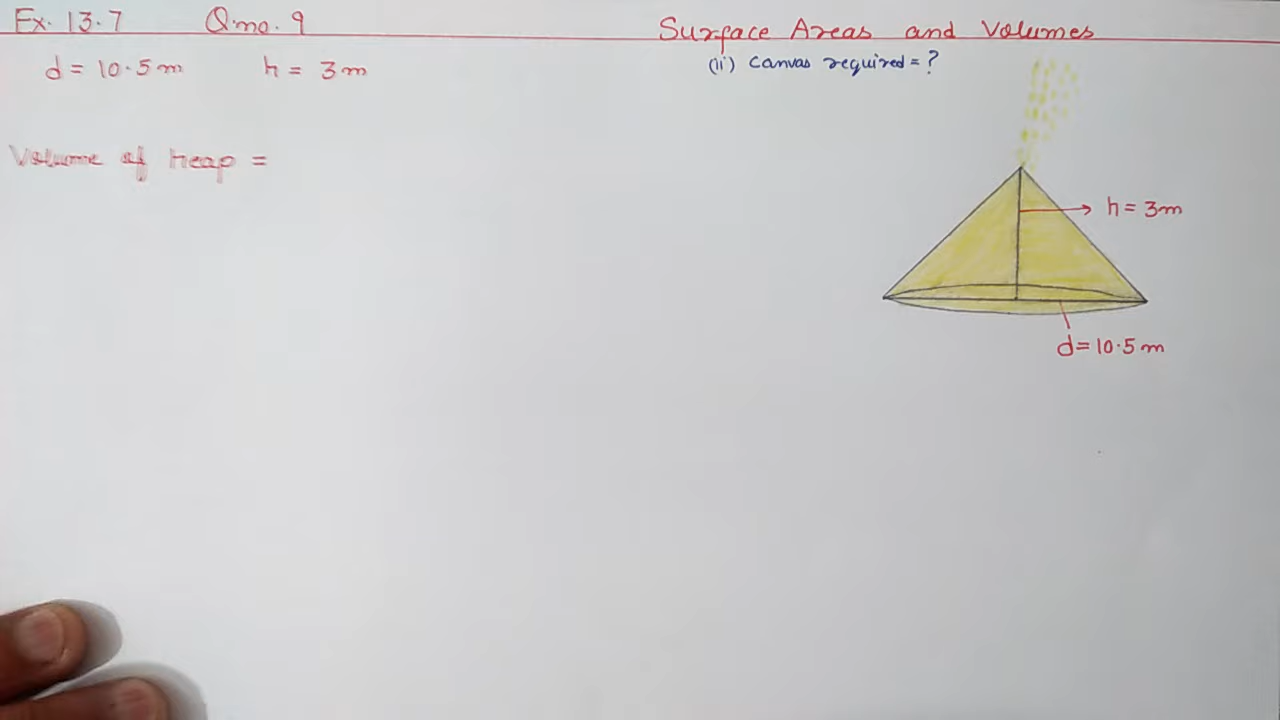 Ex. 13.7 Q.no. 9
Surface Areas and Volumes
d = 10.5 m h = 3 m
(ii) Canvas required = ?
Volume of heap =
h = 3m
d = 10.5 m